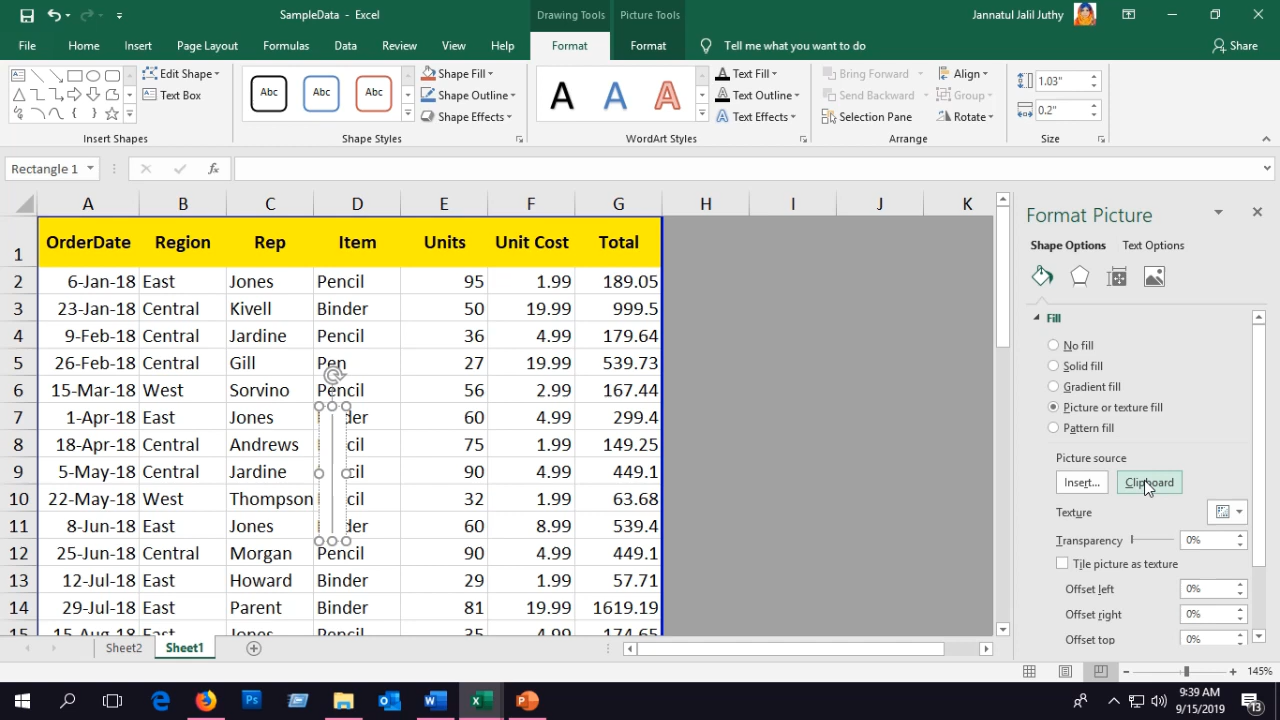 SampleData - Excel
Drawing Tools
Picture Tools
Jannatul Jalil Juthy
File
Home
Insert
Page Layout
Formulas
Data
Review
View
Help
Format
Format
Tell me what you want to do
Share
Edit Shape
Text Box
Abc
Abc
Abc
Shape Fill
Shape Outline
Shape Effects
A
A
A
Text Fill
Text Outline
Text Effects
Bring Forward
Send Backward
Selection Pane
Align
Group
Rotate
1.03"
0.2"
Insert Shapes
Shape Styles
WordArt Styles
Arrange
Size
Rectangle 1
fx
A B C D E F G H I J K
1 OrderDate Region Rep Item Units Unit Cost Total
2 6-Jan-18 East Jones Pencil 95 1.99 189.05
3 23-Jan-18 Central Kivell Binder 50 19.99 999.5
4 9-Feb-18 Central Jardine Pencil 36 4.99 179.64
5 26-Feb-18 Central Gill Pen 27 19.99 539.73
6 15-Mar-18 West Sorvino Pencil 56 2.99 167.44
7 1-Apr-18 East Jones der 60 4.99 299.4
8 18-Apr-18 Central Andrews cil 75 1.99 149.25
9 5-May-18 Central Jardine cil 90 4.99 449.1
10 22-May-18 West Thompson cil 32 1.99 63.68
11 8-Jun-18 East Jones der 60 8.99 539.4
12 25-Jun-18 Central Morgan Pencil 90 4.99 449.1
13 12-Jul-18 East Howard Binder 29 1.99 57.71
14 29-Jul-18 East Parent Binder 81 19.99 1619.19
15 15-Aug-18 East Jones Pencil 35 4.99 174.65
Format Picture
Shape Options
Text Options
Fill
No fill
Solid fill
Gradient fill
Picture or texture fill
Pattern fill
Picture source
Insert...
Clipboard
Texture
Transparency
0%
Tile picture as texture
Offset left
0%
Offset right
0%
Offset top
0%
Sheet2
Sheet1
145%
9:39 AM
9/15/2019
13